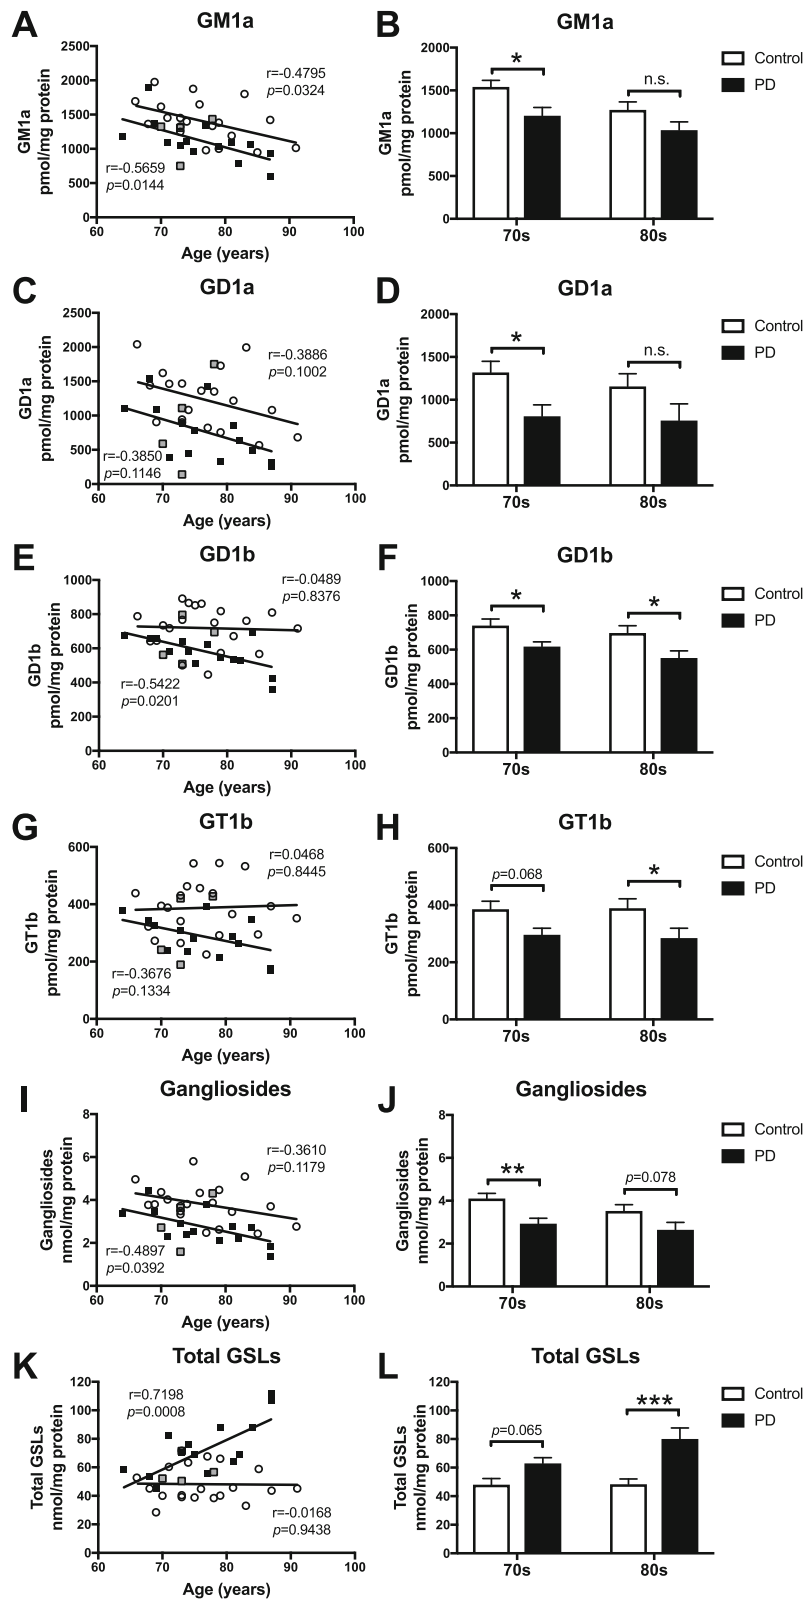 A
GM1a
2500
2000
1500
1000
500
0
60
70
80
90
100
GM1a
pmol/mg protein
Age (years)
r=-0.4795
p=0.0324
r=-0.5659
p=0.0144
B
GM1a
2000
1500
1000
500
0
GM1a
pmol/mg protein
*
n.s.
70s
80s
Control
PD
C
GD1a
2500
2000
1500
1000
500
0
60
70
80
90
100
GD1a
pmol/mg protein
Age (years)
r=-0.3886
p=0.1002
r=-0.3850
p=0.1146
D
GD1a
2000
1500
1000
500
0
GD1a
pmol/mg protein
*
n.s.
70s
80s
Control
PD
E
GD1b
1000
800
600
400
200
0
60
70
80
90
100
GD1b
pmol/mg protein
Age (years)
r=-0.0489
p=0.8376
r=-0.5422
p=0.0201
F
GD1b
1000
800
600
400
200
0
GD1b
pmol/mg protein
*
*
70s
80s
Control
PD
G
GT1b
600
400
200
0
60
70
80
90
100
GT1b
pmol/mg protein
Age (years)
r=0.0468
p=0.8445
r=-0.3676
p=0.1334
H
GT1b
600
400
200
0
GT1b
pmol/mg protein
p=0.068
*
70s
80s
Control
PD
I
Gangliosides
8
6
4
2
0
60
70
80
90
100
Gangliosides
nmol/mg protein
Age (years)
r=-0.3610
p=0.1179
r=-0.4897
p=0.0392
J
Gangliosides
8
6
4
2
0
Gangliosides
nmol/mg protein
**
p=0.078
70s
80s
Control
PD
K
Total GSLs
120
100
80
60
40
20
0
60
70
80
90
100
Total GSLs
nmol/mg protein
Age (years)
r=0.7198
p=0.0008
r=-0.0168
p=0.9438
L
Total GSLs
120
100
80
60
40
20
0
Total GSLs
nmol/mg protein
p=0.065
***
70s
80s
Control
PD